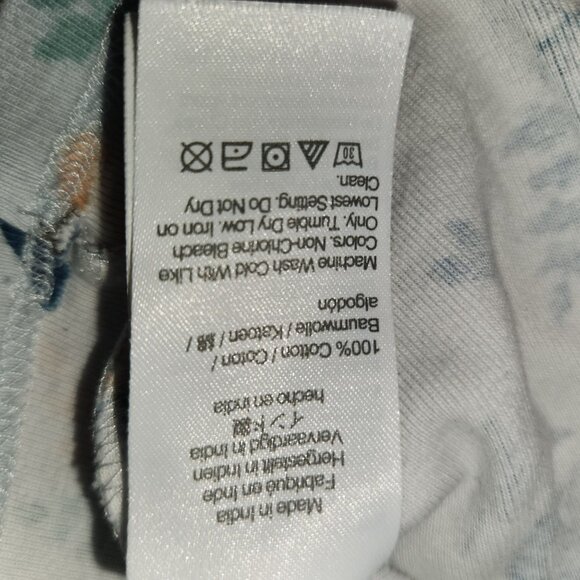 Made in India
Fabriqué en Inde
Hergestellt in Indien
Vervaardigd in India
インド製
hecho en india
100% Cotton / Coton /
Baumwolle / Katoen / 綿 /
algodón
Machine Wash Cold With Like
Colors. Non-Chlorine Bleach
Only. Tumble Dry Low. Iron on
Lowest Setting. Do Not Dry
Clean.
30